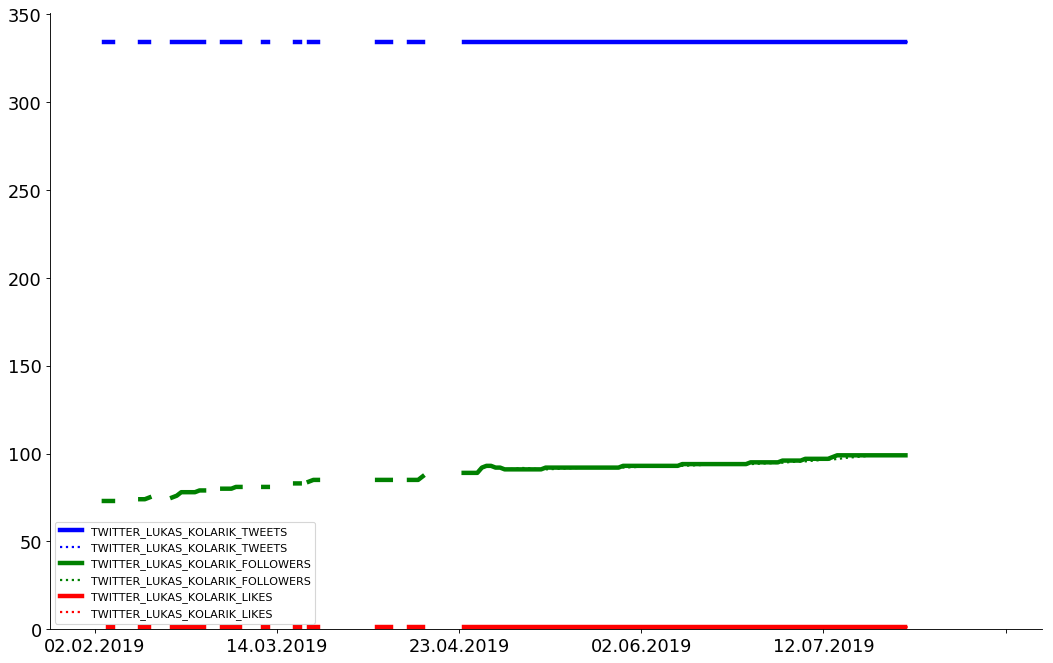 350
300
250
200
150
100
50
0
TWITTER_LUKAS_KOLARIK_TWEETS
TWITTER_LUKAS_KOLARIK_TWEETS
TWITTER_LUKAS_KOLARIK_FOLLOWERS
TWITTER_LUKAS_KOLARIK_FOLLOWERS
TWITTER_LUKAS_KOLARIK_LIKES
TWITTER_LUKAS_KOLARIK_LIKES
02.02.2019 14.03.2019 23.04.2019 02.06.2019 12.07.2019